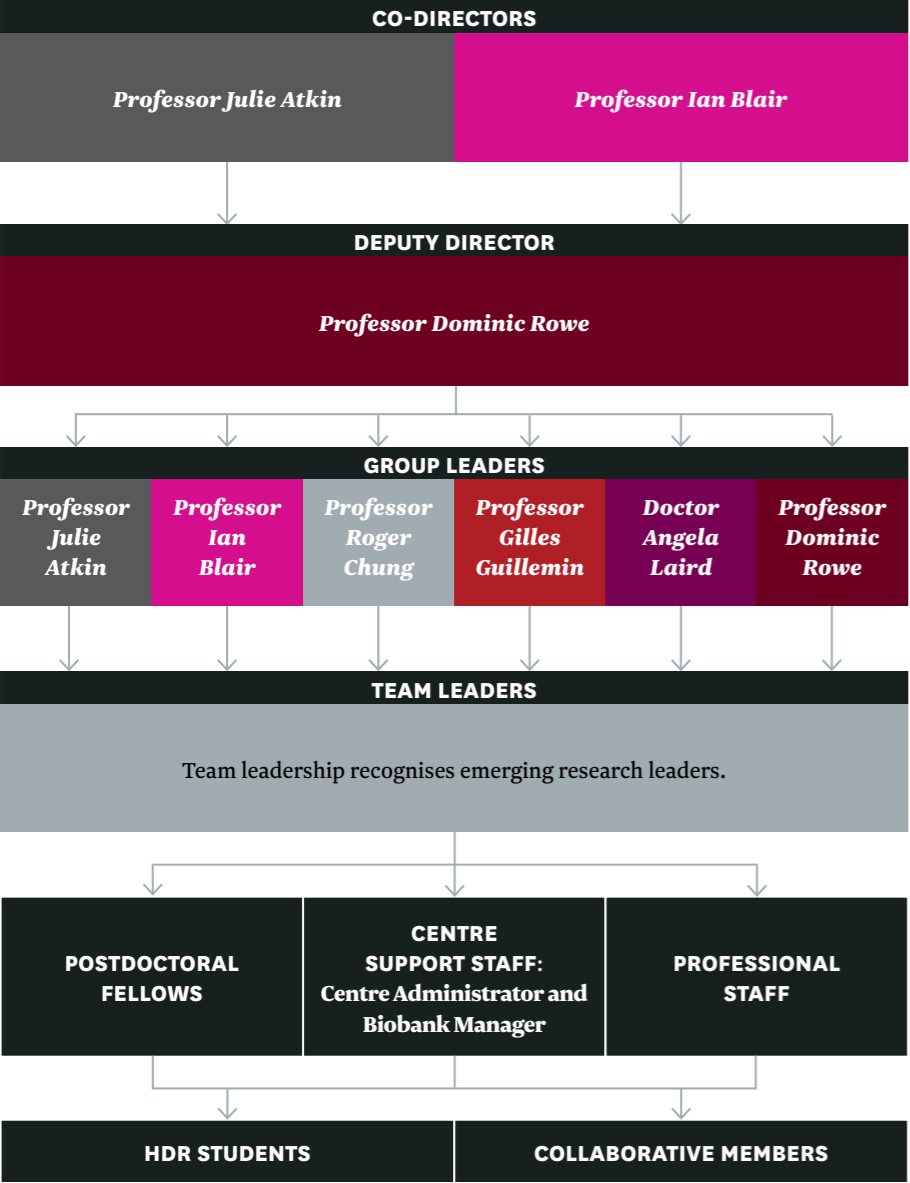 CO-DIRECTORS
Professor Julie Atkin
Professor Ian Blair
DEPUTY DIRECTOR
Professor Dominic Rowe
GROUP LEADERS
Professor
Julie
Atkin
Professor
Ian
Blair
Professor
Roger
Chung
Professor
Gilles
Guillemin
Doctor
Angela
Laird
Professor
Dominic
Rowe
TEAM LEADERS
Team leadership recognises emerging research leaders.
POSTDOCTORAL
FELLOWS
CENTRE
SUPPORT STAFF:
Centre Administrator and
Biobank Manager
PROFESSIONAL
STAFF
HDR STUDENTS
COLLABORATIVE MEMBERS